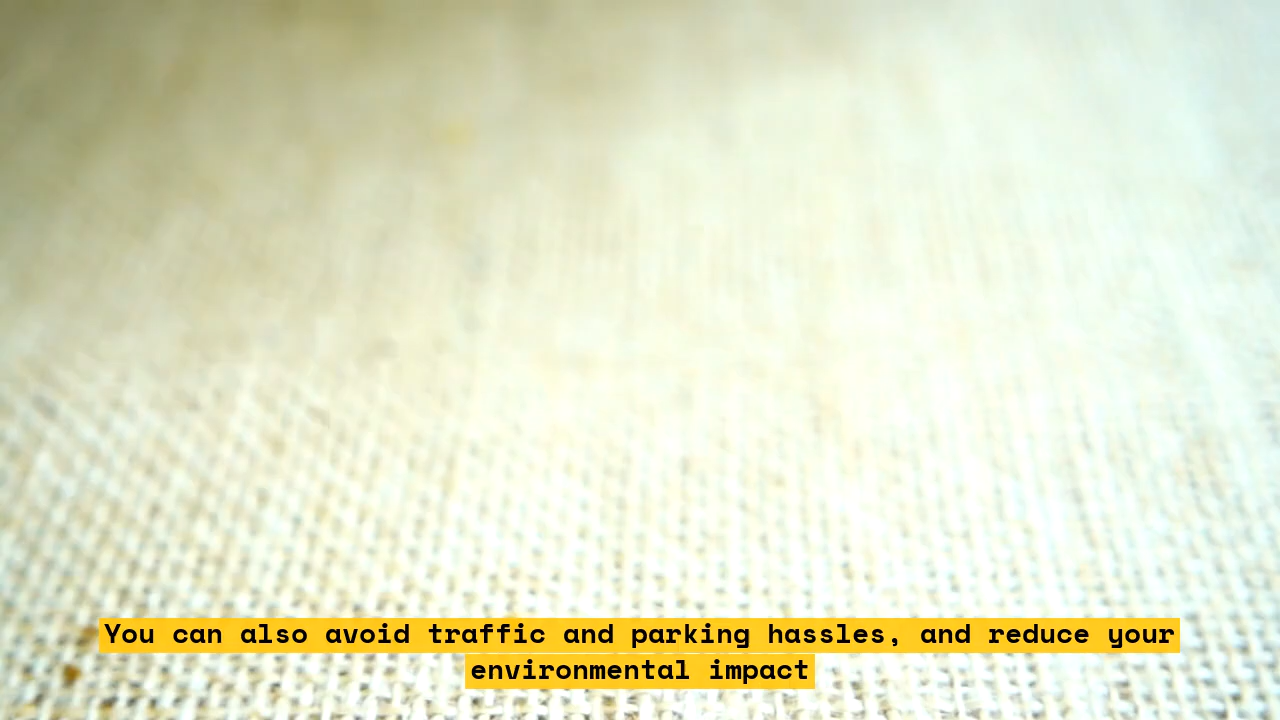 You can also avoid traffic and parking hassles, and reduce your
environmental impact